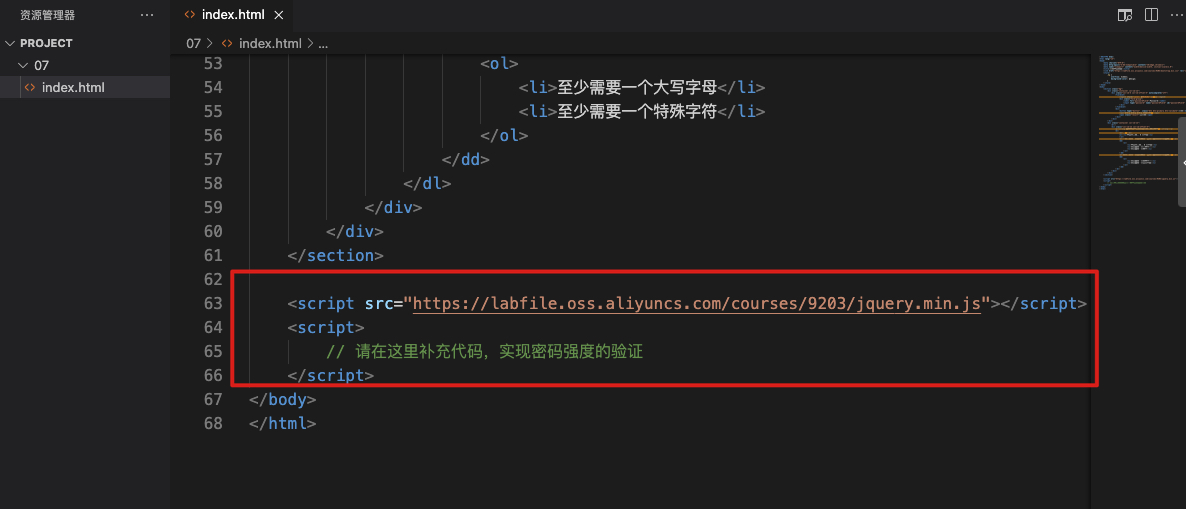 资源管理器 ···
index.html ×
PROJECT
07 > index.html > ...
07
index.html
53 <ol>
54 <li>至少需要一个大写字母</li>
55 <li>至少需要一个特殊字符</li>
56 </ol>
57 </dd>
58 </dl>
59 </div>
60 </div>
61 </section>
62
63 <script src="https://labfile.oss.aliyuncs.com/courses/9203/jquery.min.js"></script>
64 <script>
65 // 请在这里补充代码，实现密码强度的验证
66 </script>
67 </body>
68 </html>